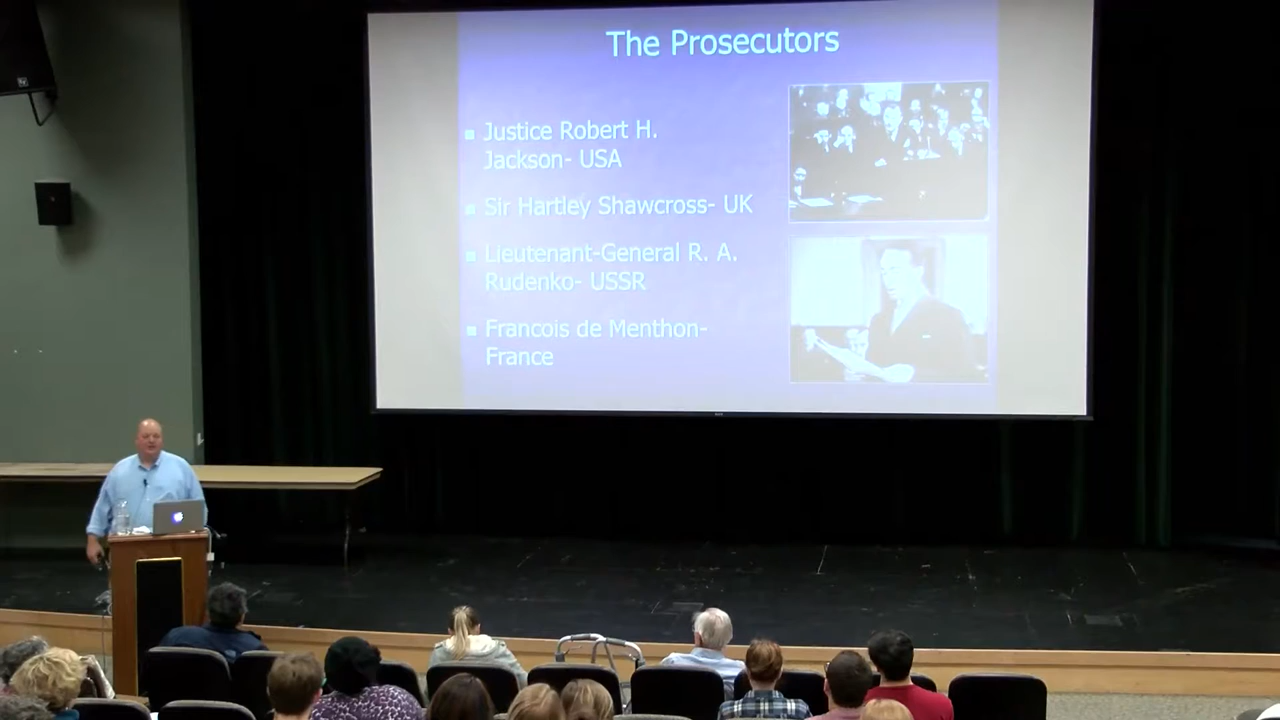 The Prosecutors
Justice Robert H.
Jackson- USA
Sir Hartley Shawcross- UK
Lieutenant-General R. A.
Rudenko- USSR
Francois de Menthon-
France